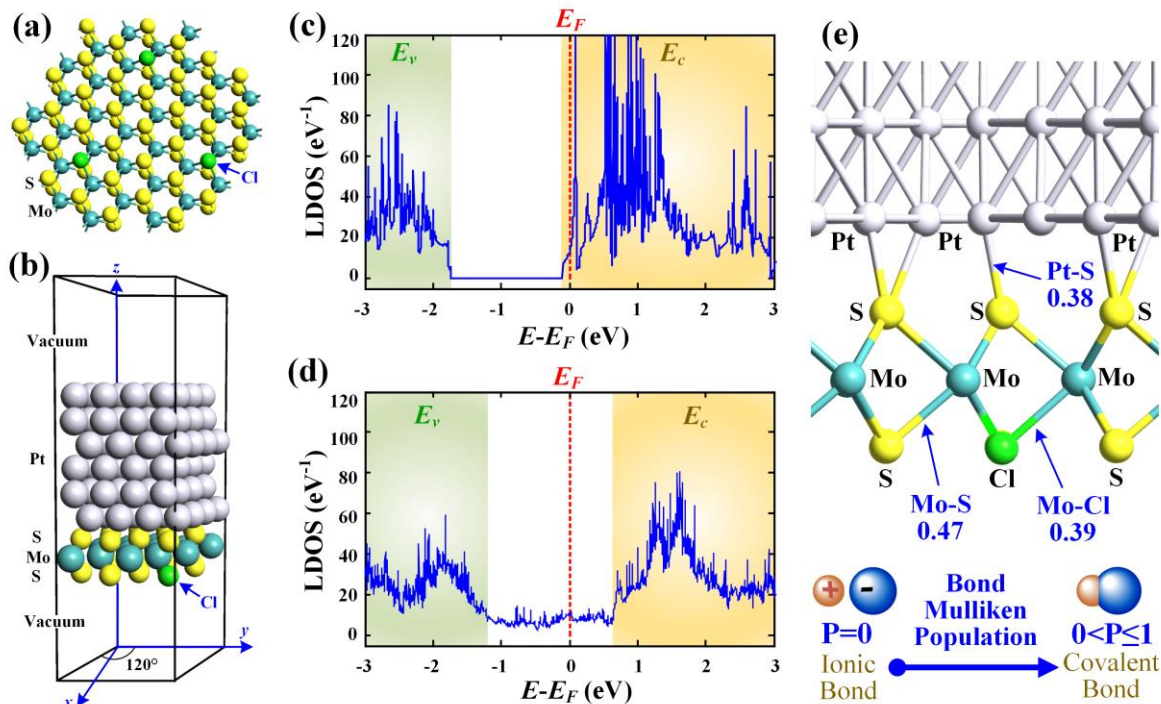 (a)
S
Mo
Cl
(b)
z
Vacuum
Pt
S
Mo
S
Cl
Vacuum
120°
y
x
(c)
E_F
E_v
E_c
LDOS (eV⁻¹)
120
100
80
60
40
20
0
-3 -2 -1 0 1 2 3
E-E_F (eV)
(d)
E_F
E_v
E_c
LDOS (eV⁻¹)
120
100
80
60
40
20
0
-3 -2 -1 0 1 2 3
E-E_F (eV)
(e)
Pt Pt Pt
Pt-S
0.38
S S S
Mo Mo Mo
S Cl S
Mo-S
0.47
Mo-Cl
0.39
+ -
P=0
Ionic
Bond
Bond
Mulliken
Population
0<P≤1
Covalent
Bond